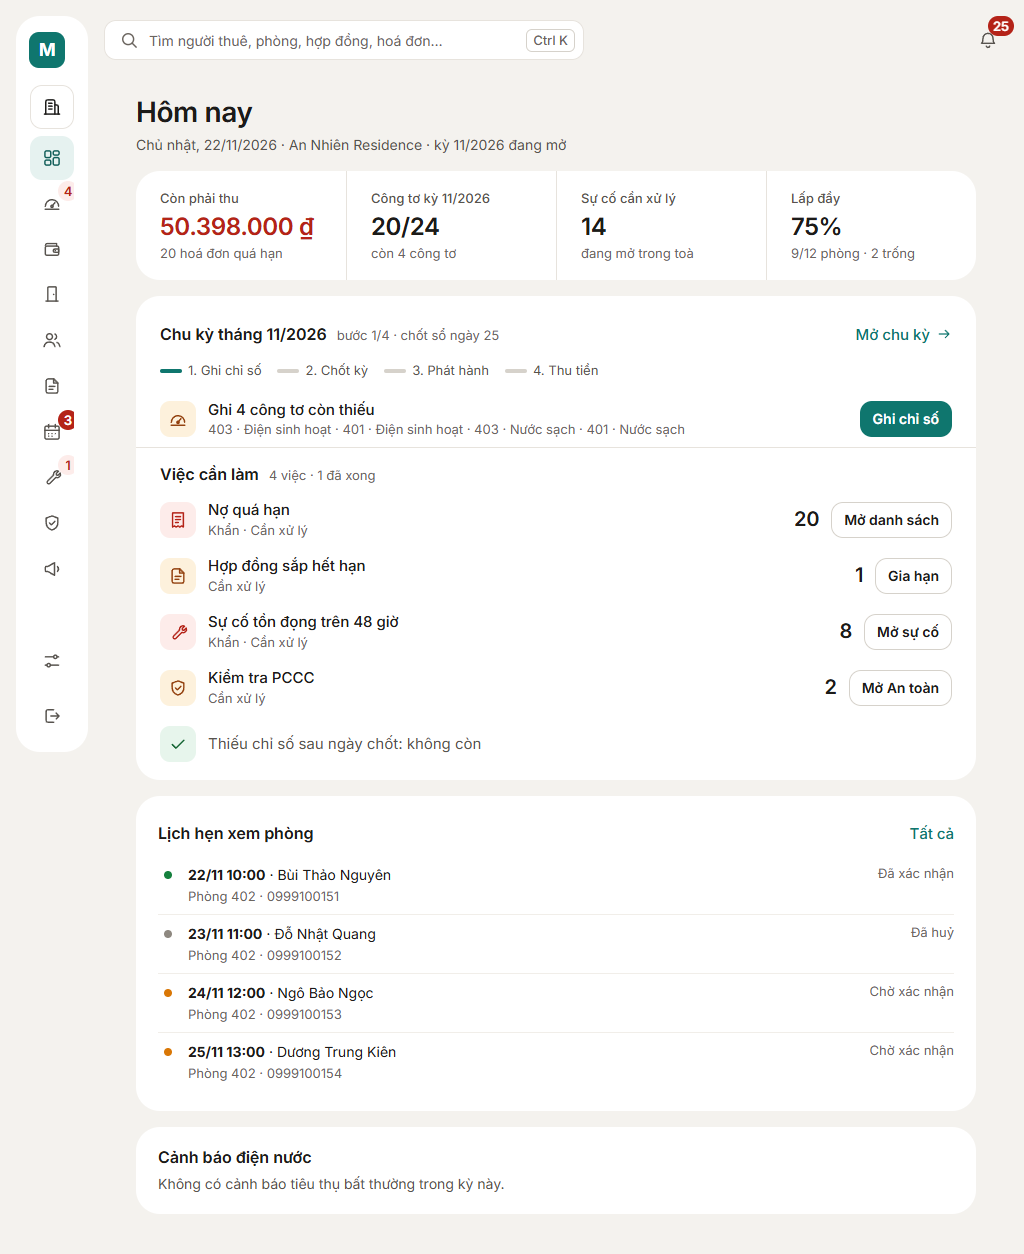 M
Tìm người thuê, phòng, hợp đồng, hoá đơn...
Ctrl K
25
4
3
1
Hôm nay
Chủ nhật, 22/11/2026 · An Nhiên Residence · kỳ 11/2026 đang mở
Còn phải thu
50.398.000 ₫
20 hoá đơn quá hạn
Công tơ kỳ 11/2026
20/24
còn 4 công tơ
Sự cố cần xử lý
14
đang mở trong toà
Lấp đầy
75%
9/12 phòng · 2 trống
Chu kỳ tháng 11/2026 bước 1/4 · chốt sổ ngày 25
Mở chu kỳ →
1. Ghi chỉ số 2. Chốt kỳ 3. Phát hành 4. Thu tiền
Ghi 4 công tơ còn thiếu
403 · Điện sinh hoạt · 401 · Điện sinh hoạt · 403 · Nước sạch · 401 · Nước sạch
Ghi chỉ số
Việc cần làm 4 việc · 1 đã xong
Nợ quá hạn
Khẩn · Cần xử lý
20 Mở danh sách
Hợp đồng sắp hết hạn
Cần xử lý
1 Gia hạn
Sự cố tồn đọng trên 48 giờ
Khẩn · Cần xử lý
8 Mở sự cố
Kiểm tra PCCC
Cần xử lý
2 Mở An toàn
Thiếu chỉ số sau ngày chốt: không còn
Lịch hẹn xem phòng
Tất cả
22/11 10:00 · Bùi Thảo Nguyên
Đã xác nhận
Phòng 402 · 0999100151
23/11 11:00 · Đỗ Nhật Quang
Đã huỷ
Phòng 402 · 0999100152
24/11 12:00 · Ngô Bảo Ngọc
Chờ xác nhận
Phòng 402 · 0999100153
25/11 13:00 · Dương Trung Kiên
Chờ xác nhận
Phòng 402 · 0999100154
Cảnh báo điện nước
Không có cảnh báo tiêu thụ bất thường trong kỳ này.